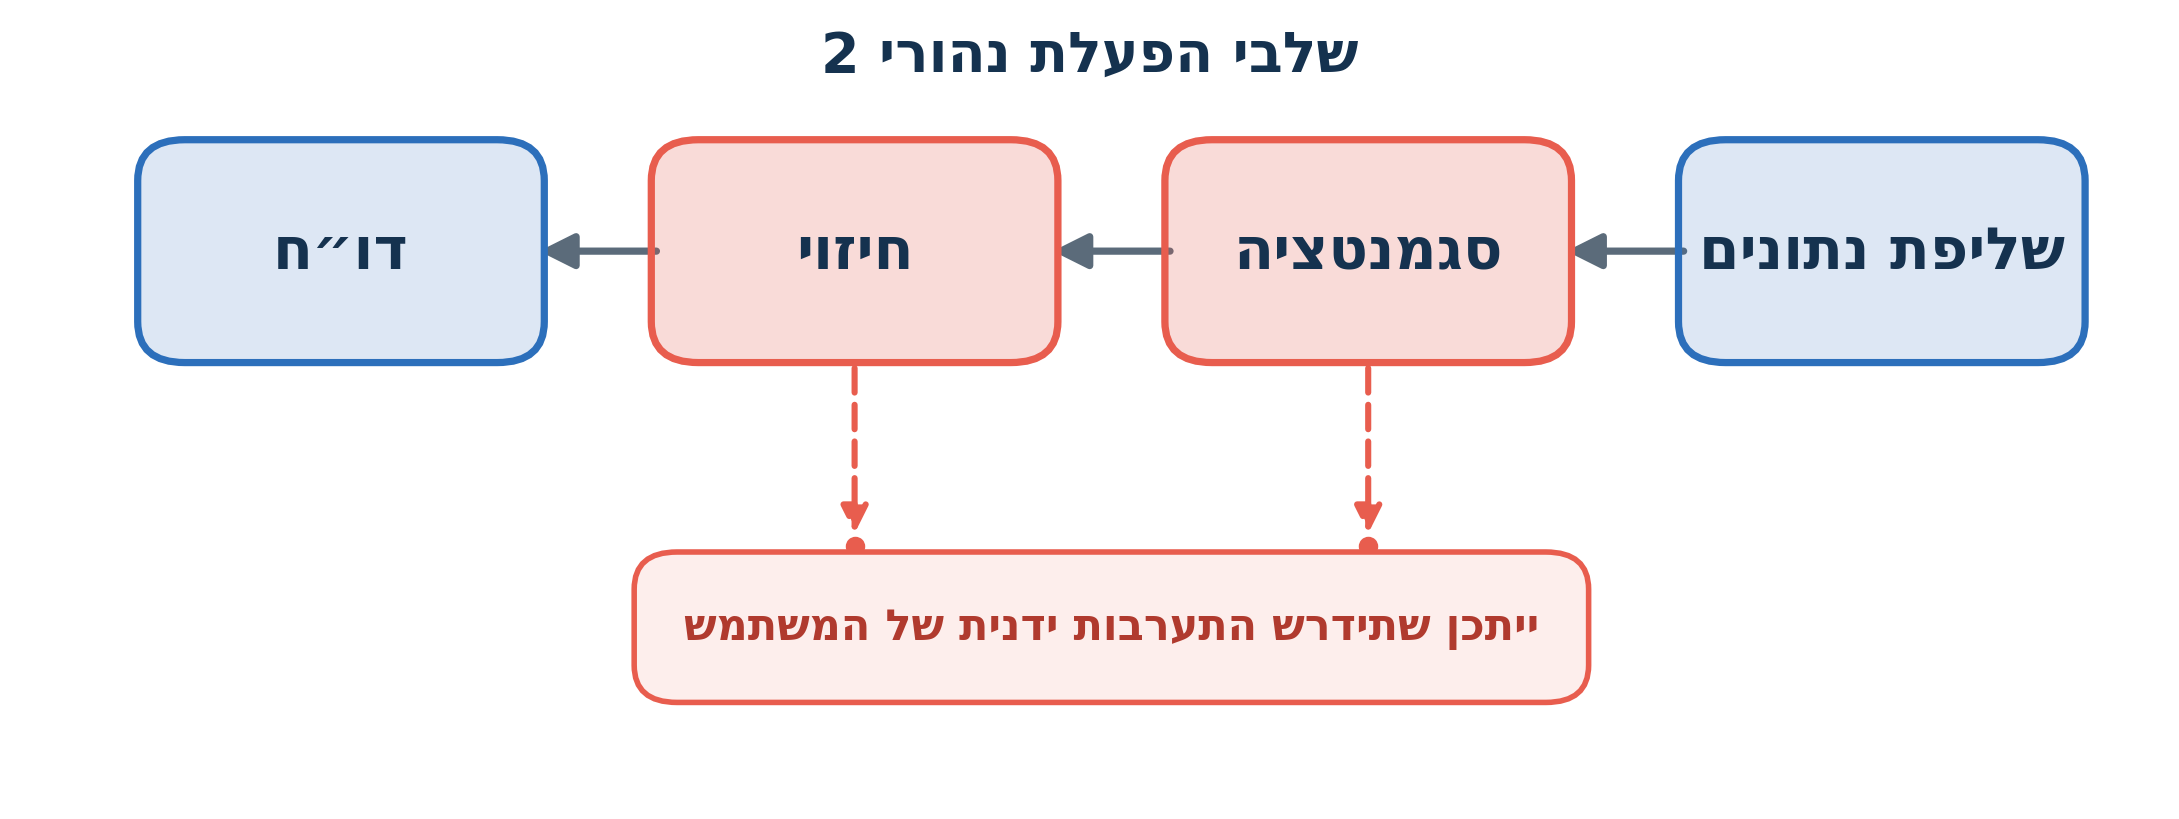 שלבי הפעלת נהורי 2
שליפת נתונים
סגמנטציה
חיזוי
דו״ח
ייתכן שתידרש התערבות ידנית של המשתמש